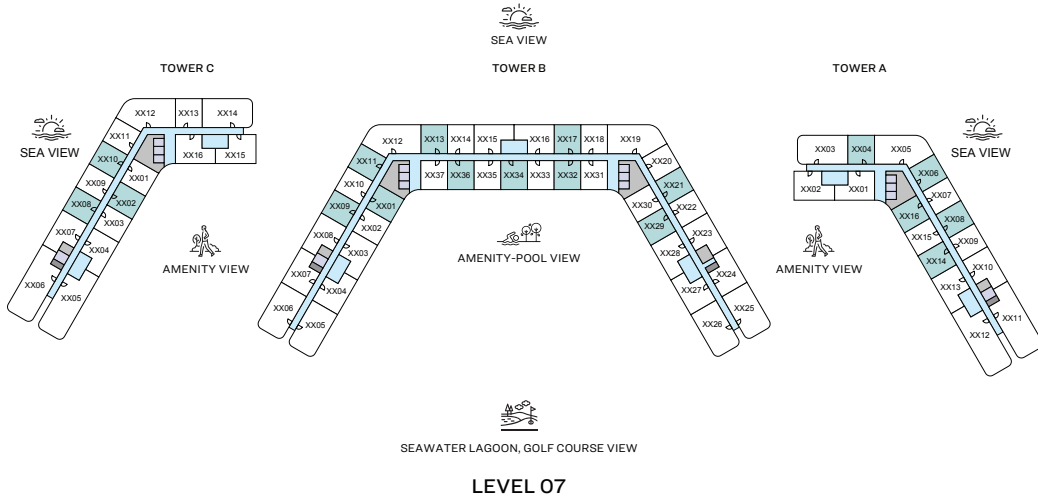 SEA VIEW
TOWER C
TOWER B
TOWER A
SEA VIEW
SEA VIEW
XX12
XX13
XX14
XX11
XX16
XX15
XX10
XX01
XX09
XX02
XX08
XX03
XX07
XX04
XX06
XX05
AMENITY VIEW
XX12
XX13
XX14
XX15
XX16
XX17
XX18
XX19
XX11
XX37
XX36
XX35
XX34
XX33
XX32
XX31
XX20
XX10
XX01
XX30
XX21
XX09
XX02
XX29
XX22
XX08
XX03
XX28
XX23
XX07
XX04
XX27
XX24
XX06
XX05
XX26
XX25
AMENITY-POOL VIEW
XX03
XX04
XX05
XX02
XX01
XX06
XX07
XX16
XX08
XX15
XX09
XX14
XX10
XX13
XX11
XX12
AMENITY VIEW
SEAWATER LAGOON, GOLF COURSE VIEW
LEVEL 07